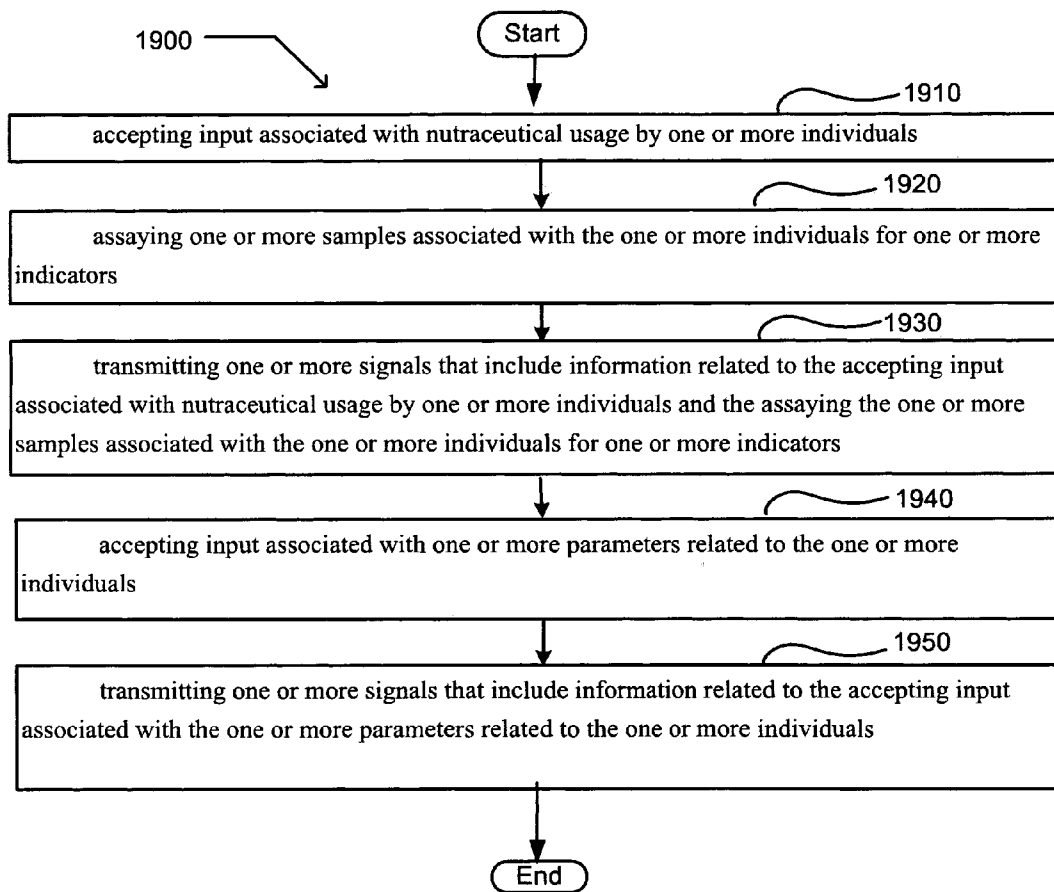 Start
1900
1910
accepting input associated with nutraceutical usage by one or more individuals
1920
assaying one or more samples associated with the one or more individuals for one or more
indicators
1930
transmitting one or more signals that include information related to the accepting input
associated with nutraceutical usage by one or more individuals and the assaying the one or more
samples associated with the one or more individuals for one or more indicators
1940
accepting input associated with one or more parameters related to the one or more
individuals
1950
transmitting one or more signals that include information related to the accepting input
associated with the one or more parameters related to the one or more individuals
End